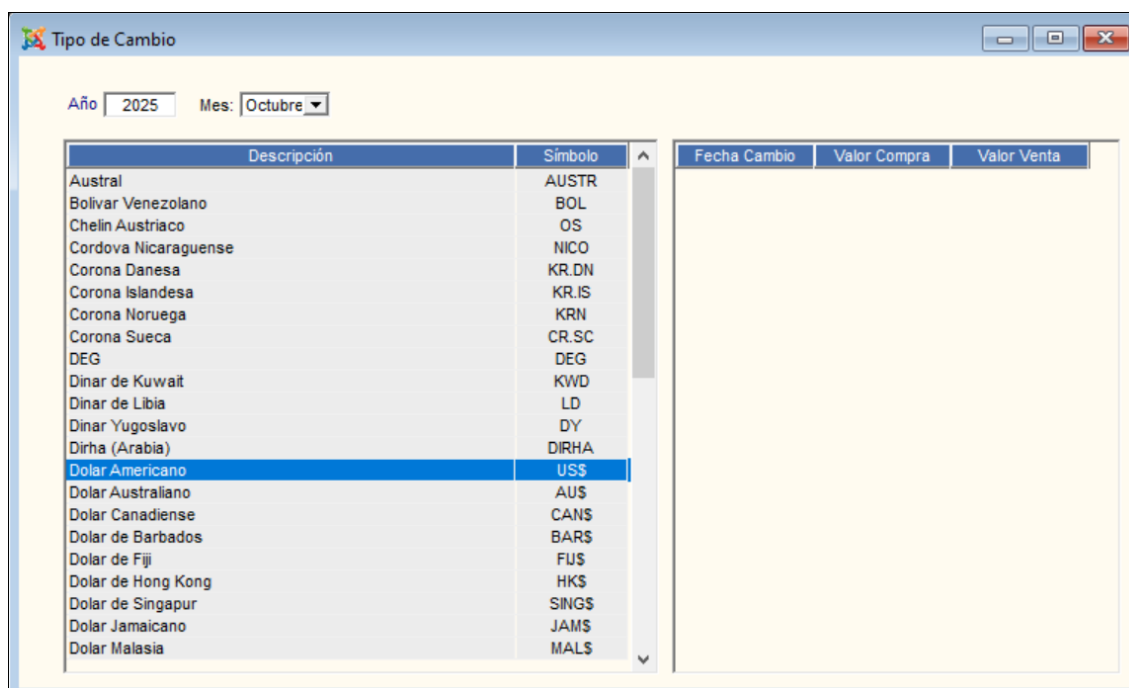 Tipo de Cambio
Año 2025 Mes: Octubre
Descripción Símbolo Fecha Cambio Valor Compra Valor Venta
Austral AUSTR
Bolivar Venezolano BOL
Chelin Austriaco OS
Cordova Nicaraguense NICO
Corona Danesa KR.DN
Corona Islandesa KR.IS
Corona Noruega KRN
Corona Sueca CR.SC
DEG DEG
Dinar de Kuwait KWD
Dinar de Libia LD
Dinar Yugoslavo DY
Dirha (Arabia) DIRHA
Dolar Americano US$
Dolar Australiano AU$
Dolar Canadiense CAN$
Dolar de Barbados BAR$
Dolar de Fiji FIJ$
Dolar de Hong Kong HK$
Dolar de Singapur SING$
Dolar Jamaicano JAM$
Dolar Malasia MAL$